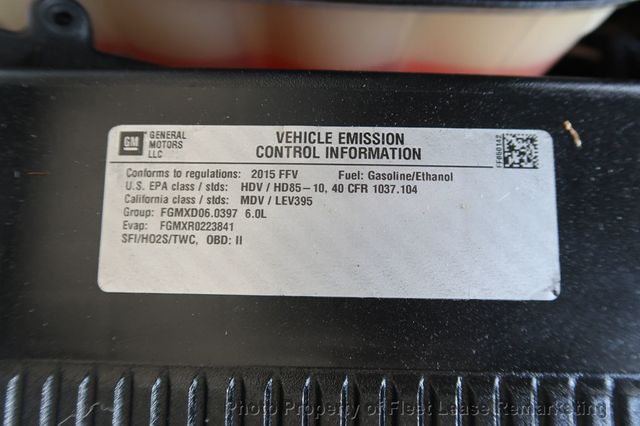 GM
GENERAL
MOTORS
LLC
VEHICLE EMISSION
CONTROL INFORMATION
FF650142
Conforms to regulations: 2015 FFV Fuel: Gasoline/Ethanol
U.S. EPA class / stds: HDV / HD85-10, 40 CFR 1037.104
California class / stds: MDV / LEV395
Group: FGMXD06.0397 6.0L
Evap: FGMXR0223841
SFI/HO2S/TWC, OBD: II
Photo Property of Fleet Lease Remarketing